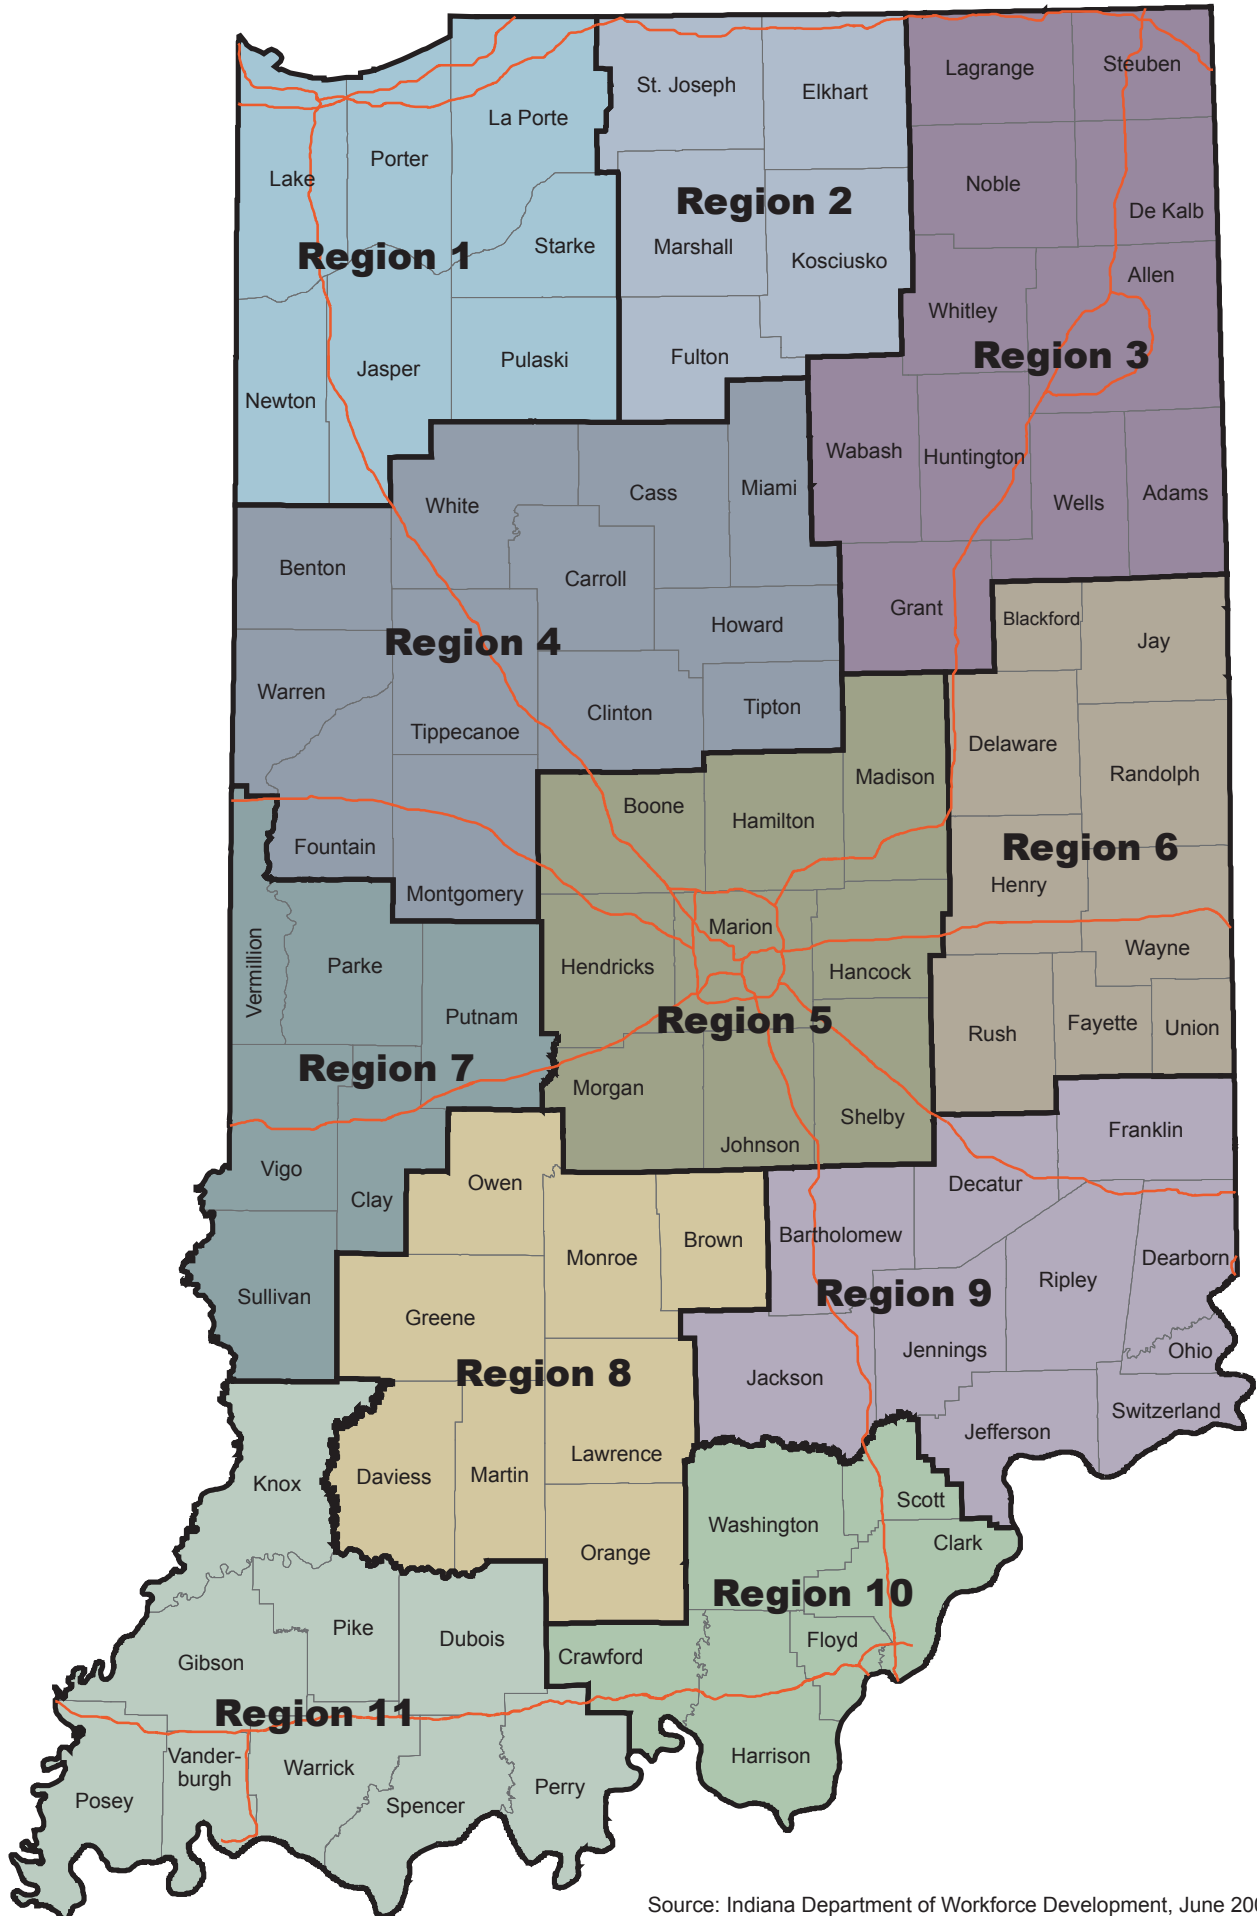 St. Joseph
Elkhart
Lagrange
Steuben
La Porte
Porter
Lake
Region 1
Starke
Region 2
Marshall
Kosciusko
Noble
De Kalb
Allen
Whitley
Region 3
Newton
Jasper
Pulaski
Fulton
Wabash
Huntington
Wells
Adams
White
Cass
Miami
Benton
Carroll
Grant
Blackford
Jay
Howard
Region 4
Warren
Tippecanoe
Clinton
Tipton
Madison
Delaware
Randolph
Boone
Hamilton
Fountain
Montgomery
Region 6
Henry
Marion
Wayne
Vermillion
Parke
Hendricks
Hancock
Putnam
Region 5
Rush
Fayette
Union
Region 7
Morgan
Johnson
Shelby
Franklin
Vigo
Clay
Owen
Decatur
Monroe
Brown
Bartholomew
Dearborn
Ripley
Sullivan
Greene
Region 9
Jennings
Ohio
Region 8
Jackson
Jefferson
Switzerland
Lawrence
Knox
Daviess
Martin
Scott
Washington
Clark
Orange
Region 10
Pike
Dubois
Floyd
Crawford
Gibson
Region 11
Vander-
burgh
Warrick
Harrison
Posey
Spencer
Perry
Source: Indiana Department of Workforce Development, June 200